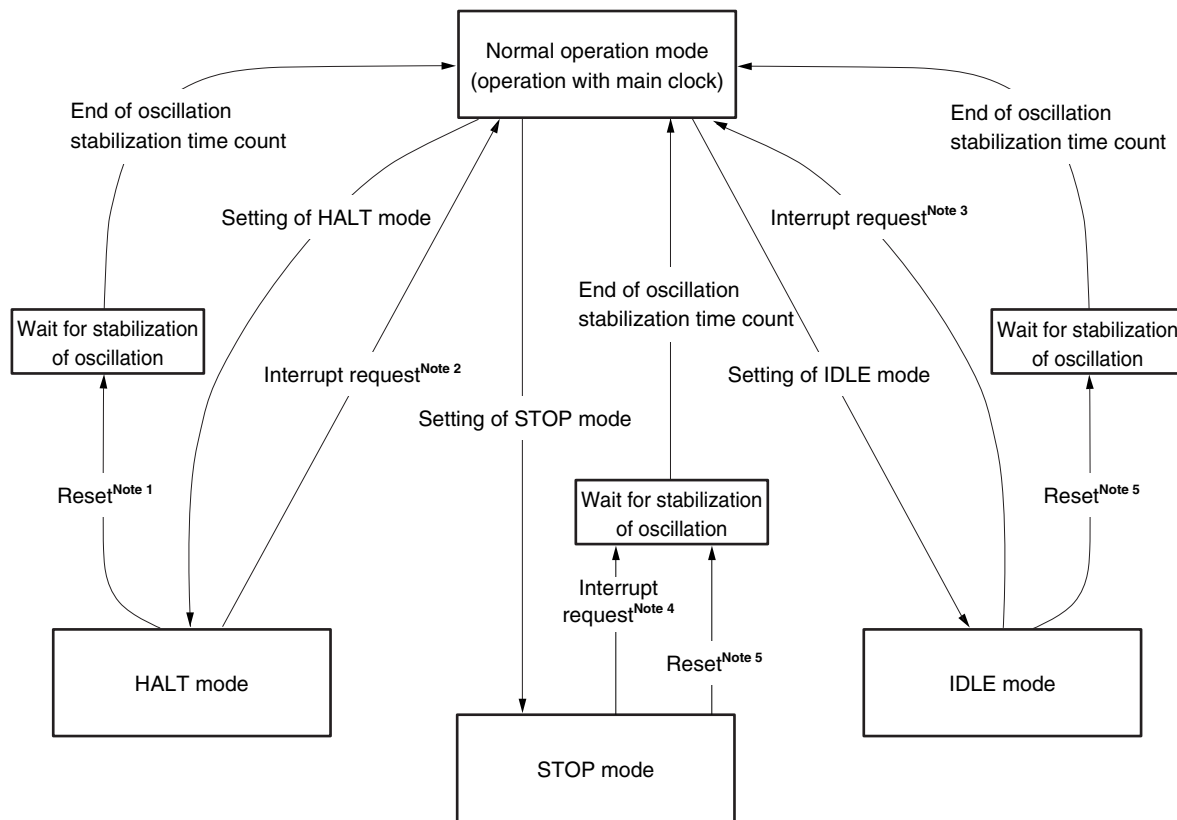 Normal operation mode
(operation with main clock)
End of oscillation
stabilization time count
End of oscillation
stabilization time count
Setting of HALT mode
Interrupt request^Note 3
End of oscillation
stabilization time count
Wait for stabilization
of oscillation
Wait for stabilization
of oscillation
Interrupt request^Note 2
Setting of IDLE mode
Setting of STOP mode
Reset^Note 1
Wait for stabilization
of oscillation
Reset^Note 5
Interrupt
request^Note 4
Reset^Note 5
HALT mode
IDLE mode
STOP mode